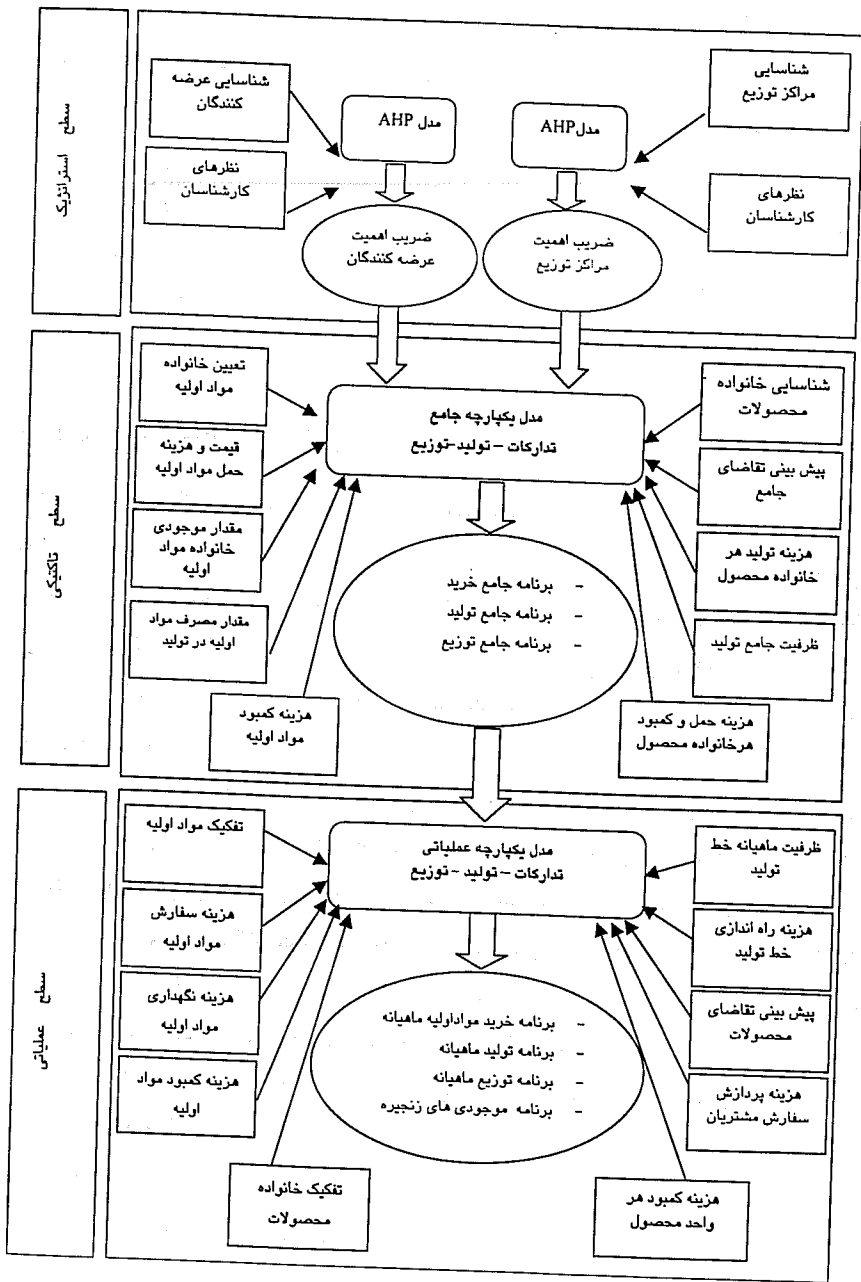 سطح استراتژیک
شناسایی
مراکز توزیع
نظرهای
کارشناسان
مدل AHP
ضریب اهمیت
مراکز توزیع
مدل AHP
ضریب اهمیت
عرضه کنندگان
شناسایی عرضه
کنندگان
نظرهای
کارشناسان
سطح تاکتیکی
شناسایی خانواده
محصولات
پیش بینی تقاضای
جامع
هزینه تولید هر
خانواده محصول
ظرفیت جامع تولید
هزینه حمل و کمبود
هرخانواده محصول
مدل یکپارچه جامع
تدارکات – تولید-توزیع
- برنامه جامع خرید
- برنامه جامع تولید
- برنامه جامع توزیع
تعیین خانواده
مواد اولیه
قیمت و هزینه
حمل مواد اولیه
مقدار موجودی
خانواده مواد
اولیه
مقدار مصرف مواد
اولیه در تولید
هزینه کمبود
مواد اولیه
سطح عملیاتی
ظرفیت ماهیانه خط
تولید
هزینه راه اندازی
خط تولید
پیش بینی تقاضای
محصولات
هزینه پردازش
سفارش مشتریان
هزینه کمبود هر
واحد محصول
مدل یکپارچه عملیاتی
تدارکات – تولید - توزیع
- برنامه خرید مواداولیه ماهیانه
- برنامه تولید ماهیانه
- برنامه توزیع ماهیانه
- برنامه موجودی های زنجیره
تفکیک مواد اولیه
هزینه سفارش
مواد اولیه
هزینه نگهداری
مواد اولیه
هزینه کمبود مواد
اولیه
تفکیک خانواده
محصولات